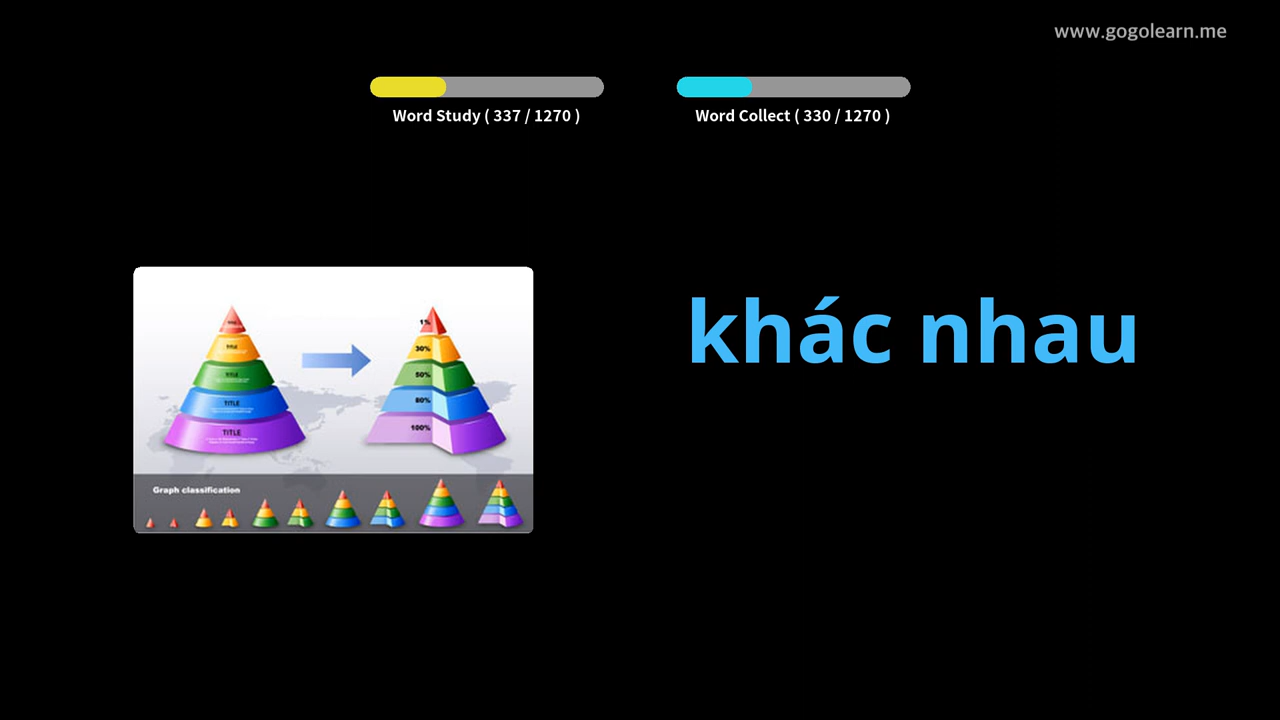 www.gogolearn.me
Word Study ( 337 / 1270 )
Word Collect ( 330 / 1270 )
khác nhau
TITLE
TITLE
TITLE
TITLE
1%
30%
50%
80%
100%
Graph classification